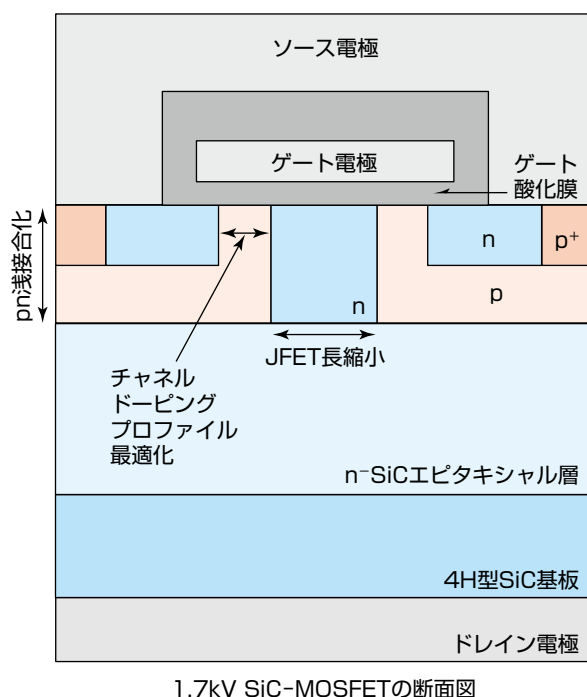 ソース電極
ゲート電極
ゲート
酸化膜
pn浅接合化
n
p+
n
p
JFET長縮小
チャネル
ドーピング
プロファイル
最適化
n-SiCエピタキシャル層
4H型SiC基板
ドレイン電極
1.7kV SiC-MOSFETの断面図